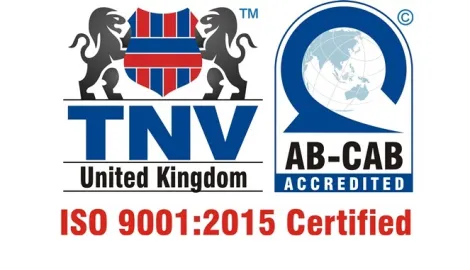 ™
©
TNV
United Kingdom
AB-CAB
ACCREDITED
ISO 9001:2015 Certified